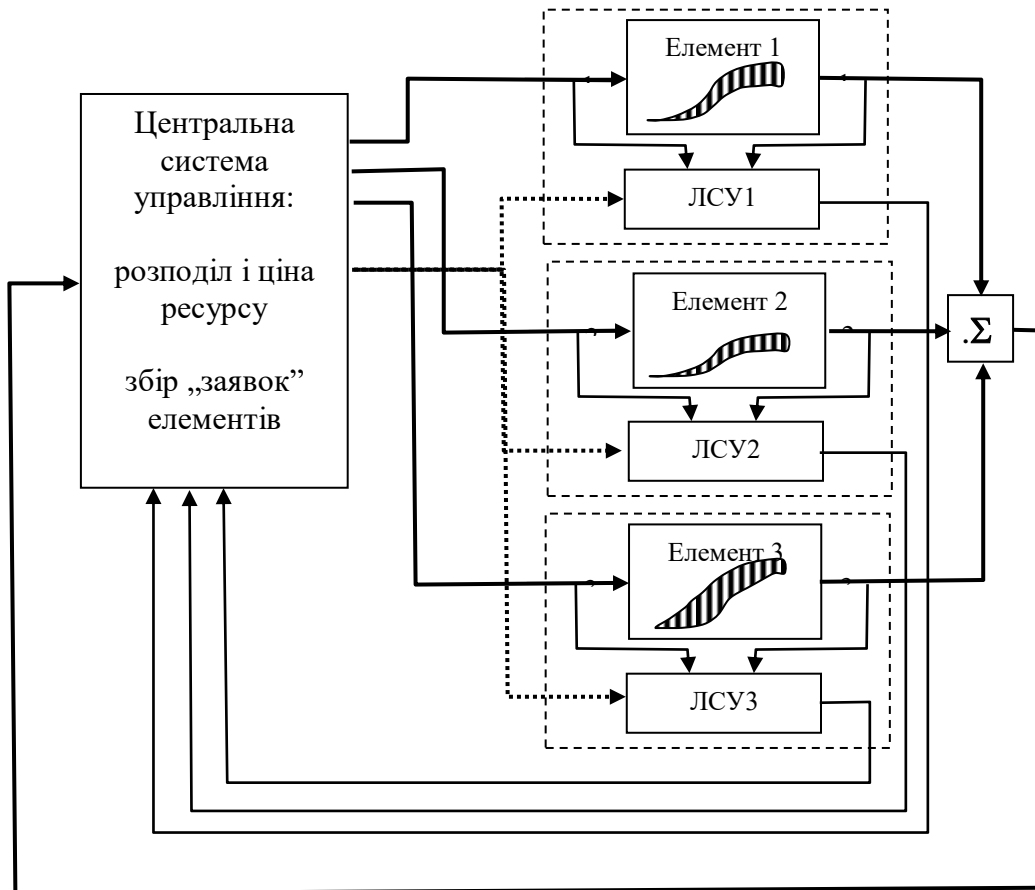 Центральна
система
управління:
розподіл і ціна
ресурсу
збір „заявок”
елементів
Елемент 1
ЛСУ1
Елемент 2
ЛСУ2
.Σ
Елемент 3
ЛСУ3